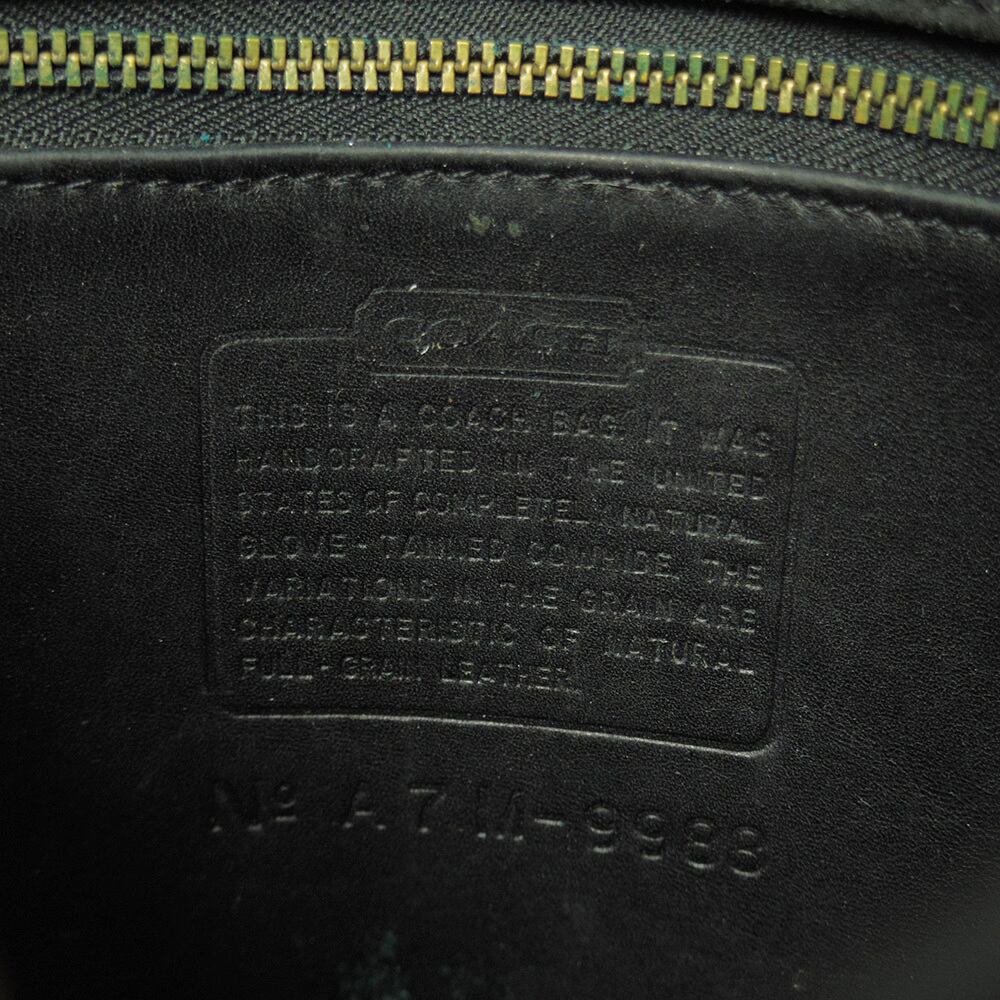 COACH
THIS IS A COACH BAG. IT WAS
HANDCRAFTED IN THE UNITED
STATES OF COMPLETELY NATURAL
GLOVE-TANNED COWHIDE. THE
VARIATIONS IN THE GRAIN ARE
CHARACTERISTIC OF NATURAL
FULL-GRAIN LEATHER.
Nº A7M-9983